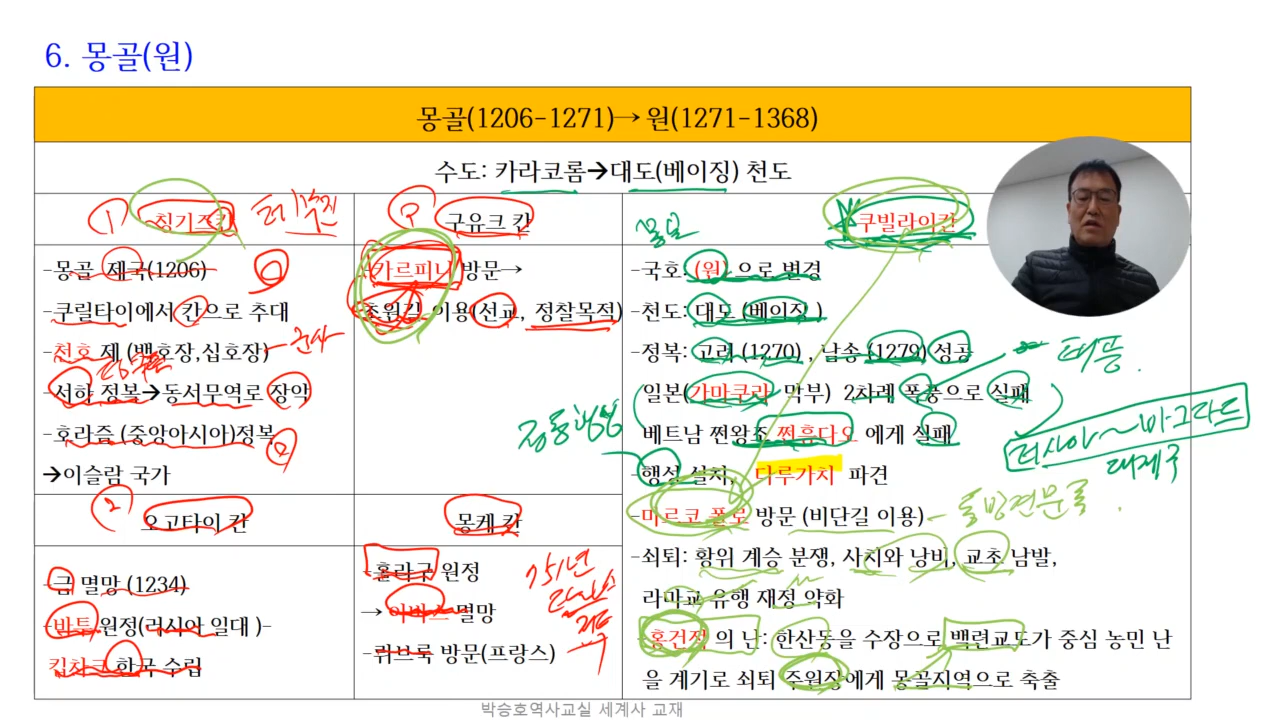 6. 몽골(원)
몽골(1206-1271)→원(1271-1368)
수도: 카라코롬→대도(베이징) 천도
① 칭기즈칸
-몽골 제국(1206)
-쿠릴타이에서 칸으로 추대
-천호 제 (백호장,십호장) - 군사
-서하 정복→동서무역로 장악
-호라즘 (중앙아시아)정복
→이슬람 국가
② 오고타이 칸
-금 멸망 (1234)
-바투 원정(러시아 일대 )-
킵차크 한국 수립
구유크 칸
-카르피니 방문→
초원길 이용(선교, 정찰목적)
몽케 칸
-훌라구 원정
→ 아바스 멸망
-뤼브룩 방문(프랑스)
쿠빌라이칸
-국호: (원) 으로 변경
-천도: 대도 (베이징 )
-정복: 고려 (1270) , 남송 (1279) 성공
일본(가마쿠라 막부) 2차례 폭풍으로 실패
태풍.
베트남 쩐왕조 쩐흥다오 에게 실패
정동행성
러시아~바그다드
대제국
-행성 설치, 다루가치 파견
-마르코 폴로 방문 (비단길 이용) - 동방견문록.
-쇠퇴: 황위 계승 분쟁, 사치와 낭비, 교초 남발,
라마교 유행 재정 악화
-홍건적 의 난: 한산동을 수장으로 백련교도가 중심 농민 난
을 계기로 쇠퇴 주원장에게 몽골지역으로 축출
박승호역사교실 세계사 교재